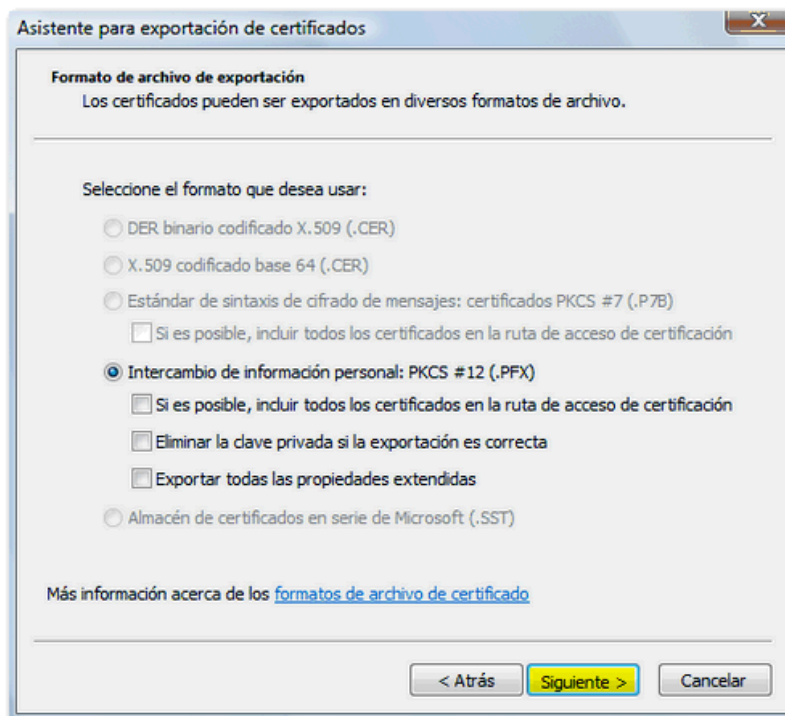 Asistente para exportación de certificados
Formato de archivo de exportación
Los certificados pueden ser exportados en diversos formatos de archivo.
Seleccione el formato que desea usar:
DER binario codificado X.509 (.CER)
X.509 codificado base 64 (.CER)
Estándar de sintaxis de cifrado de mensajes: certificados PKCS #7 (.P7B)
Si es posible, incluir todos los certificados en la ruta de acceso de certificación
Intercambio de información personal: PKCS #12 (.PFX)
Si es posible, incluir todos los certificados en la ruta de acceso de certificación
Eliminar la clave privada si la exportación es correcta
Exportar todas las propiedades extendidas
Almacén de certificados en serie de Microsoft (.SST)
Más información acerca de los formatos de archivo de certificado
< Atrás Siguiente > Cancelar